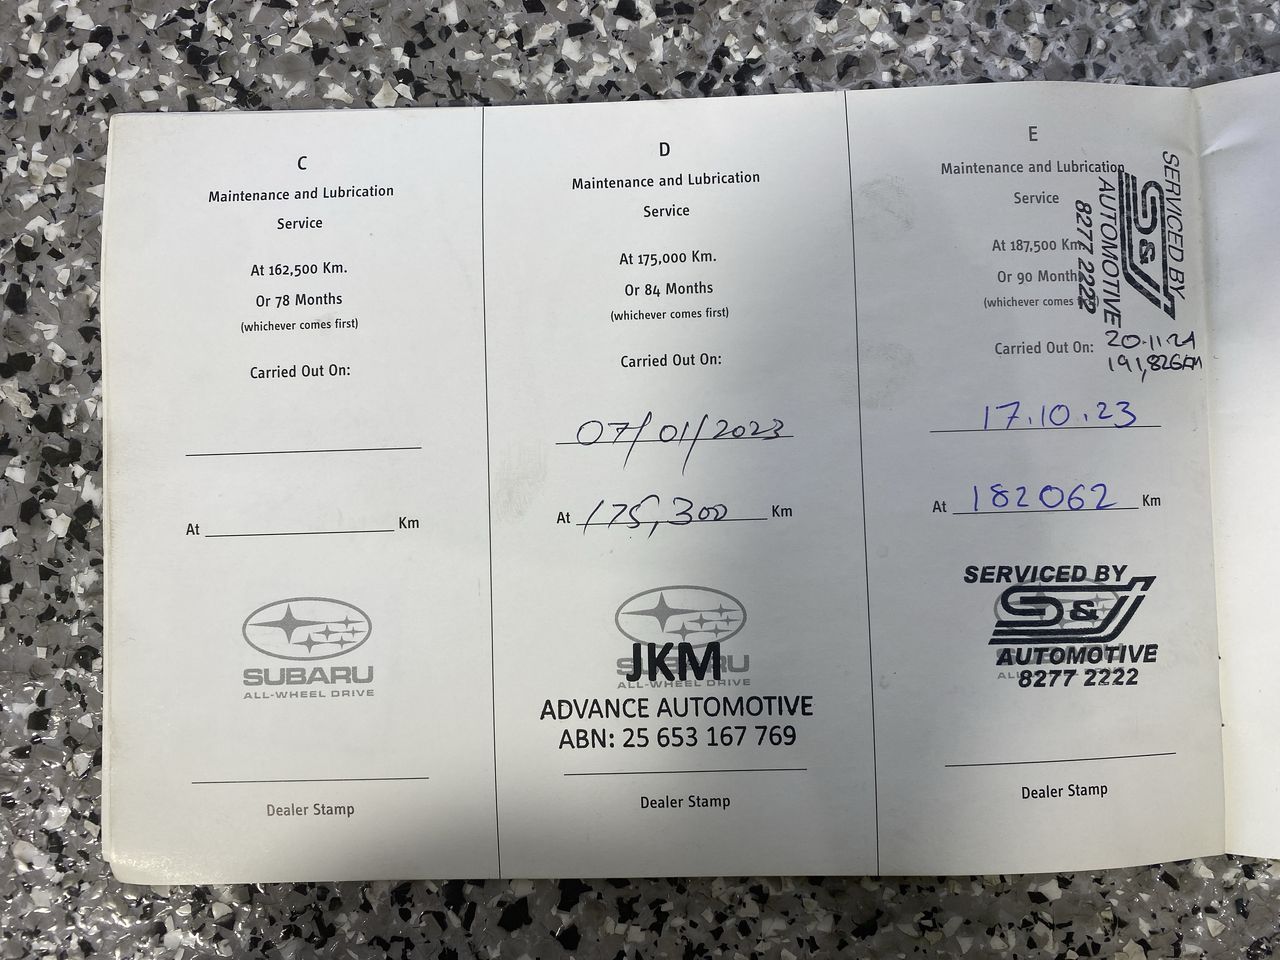 C
Maintenance and Lubrication
Service
At 162,500 Km.
Or 78 Months
(whichever comes first)
Carried Out On:
At Km
SUBARU
ALL-WHEEL DRIVE
Dealer Stamp
D
Maintenance and Lubrication
Service
At 175,000 Km.
Or 84 Months
(whichever comes first)
Carried Out On:
07/01/2023
At 175,300 Km
SUBARU
ALL-WHEEL DRIVE
JKM
ADVANCE AUTOMOTIVE
ABN: 25 653 167 769
Dealer Stamp
E
Maintenance and Lubrication
Service
At 187,500 Km.
Or 90 Months
(whichever comes first)
Carried Out On:
17.10.23
At 182062 Km
SERVICED BY
S&J
AUTOMOTIVE
8277 2222
Dealer Stamp
SERVICED BY
S&J
AUTOMOTIVE
8277 2222
191,826KM